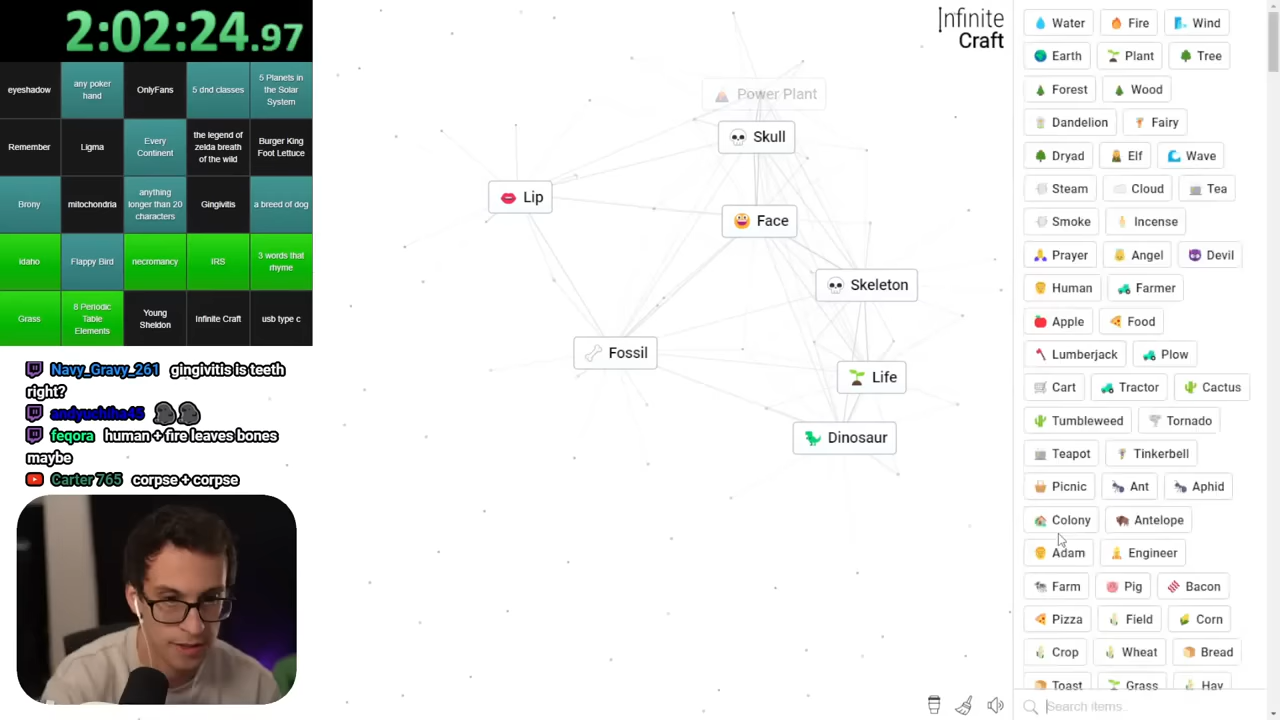 2:02:24.97
eyeshadow
any poker
hand
OnlyFans
5 dnd classes
5 Planets in
the Solar
System
Remember
Ligma
Every
Continent
the legend of
zelda breath
of the wild
Burger King
Foot Lettuce
Brony
mitochondria
anything
longer than 20
characters
Gingivitis
a breed of dog
idaho
Flappy Bird
necromancy
IRS
3 words that
rhyme
Grass
8 Periodic
Table
Elements
Young
Sheldon
Infinite Craft
usb type c
Navy_Gravy_261 gingivitis is teeth
right?
andyuchiha45
feqora human + fire leaves bones
maybe
Carter 765 corpse + corpse
Infinite
Craft
Power Plant
Skull
Lip
Face
Skeleton
Fossil
Life
Dinosaur
Water Fire Wind
Earth Plant Tree
Forest Wood
Dandelion Fairy
Dryad Elf Wave
Steam Cloud Tea
Smoke Incense
Prayer Angel Devil
Human Farmer
Apple Food
Lumberjack Plow
Cart Tractor Cactus
Tumbleweed Tornado
Teapot Tinkerbell
Picnic Ant Aphid
Colony Antelope
Adam Engineer
Farm Pig Bacon
Pizza Field Corn
Crop Wheat Bread
Toast Grass Hay
Search items...